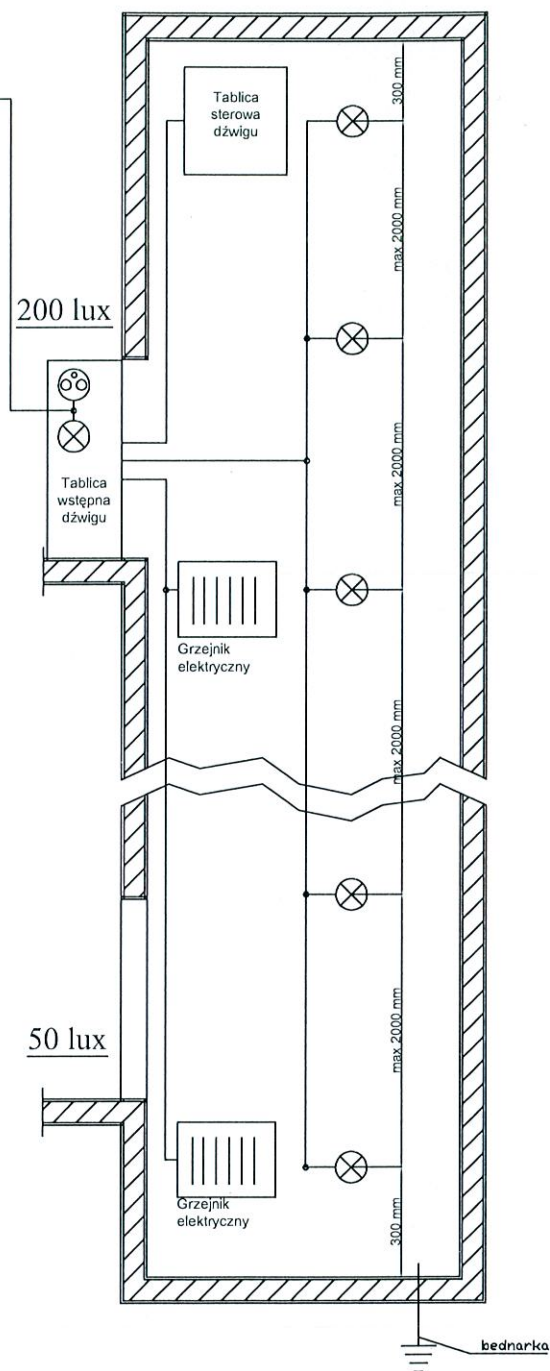 Tablica
sterowa
dźwigu
300 mm
max 2000 mm
200 lux
max 2000 mm
Tablica
wstępna
dźwigu
Grzejnik
elektryczny
max 2000 mm
50 lux
max 2000 mm
Grzejnik
elektryczny
300 mm
bednarka